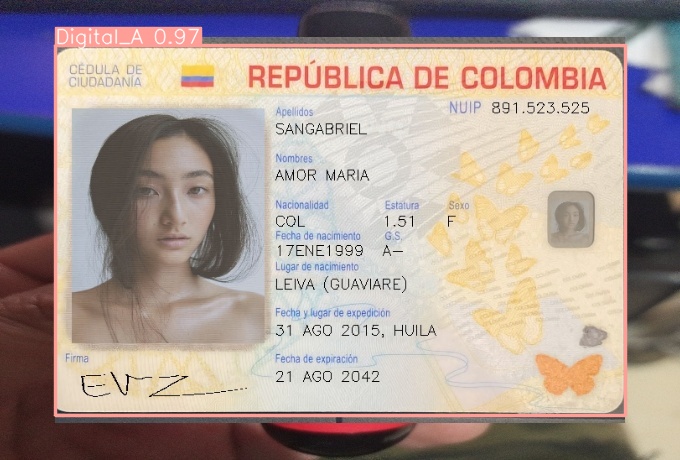 Digital_A 0.97
CÉDULA DE
CIUDADANÍA
REPÚBLICA DE COLOMBIA
NUIP 891.523.525
Apellidos
SANGABRIEL
Nombres
AMOR MARIA
Nacionalidad Estatura Sexo
COL 1.51 F
Fecha de nacimiento G.S.
17ENE1999 A-
Lugar de nacimiento
LEIVA (GUAVIARE)
Fecha y lugar de expedición
31 AGO 2015, HUILA
Firma
Fecha de expiración
21 AGO 2042